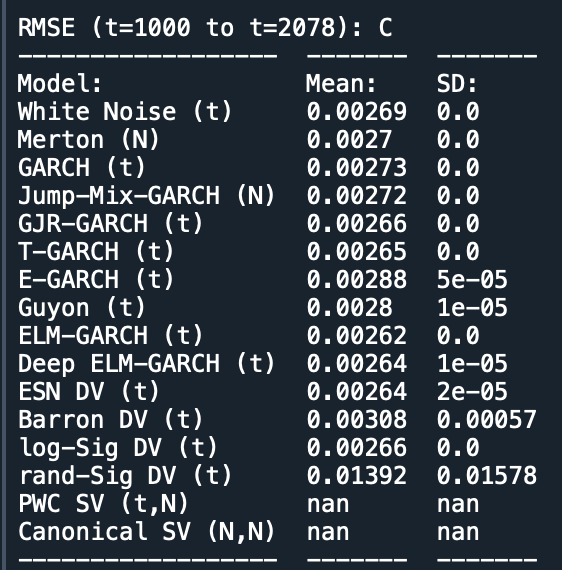 RMSE (t=1000 to t=2078): C
------------------ ------- -------
Model: Mean: SD:
White Noise (t) 0.00269 0.0
Merton (N) 0.0027 0.0
GARCH (t) 0.00273 0.0
Jump-Mix-GARCH (N) 0.00272 0.0
GJR-GARCH (t) 0.00266 0.0
T-GARCH (t) 0.00265 0.0
E-GARCH (t) 0.00288 5e-05
Guyon (t) 0.0028 1e-05
ELM-GARCH (t) 0.00262 0.0
Deep ELM-GARCH (t) 0.00264 1e-05
ESN DV (t) 0.00264 2e-05
Barron DV (t) 0.00308 0.00057
log-Sig DV (t) 0.00266 0.0
rand-Sig DV (t) 0.01392 0.01578
PWC SV (t,N) nan nan
Canonical SV (N,N) nan nan
------------------ ------- -------